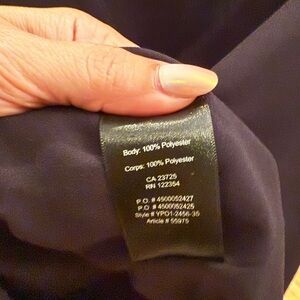 Body: 100% Polyester
Corps: 100% Polyester
CA 23725
RN 122354
P.O. # 4500052427
P.O # 4500052425
Style # YPO1-2456-35
Article # 55975